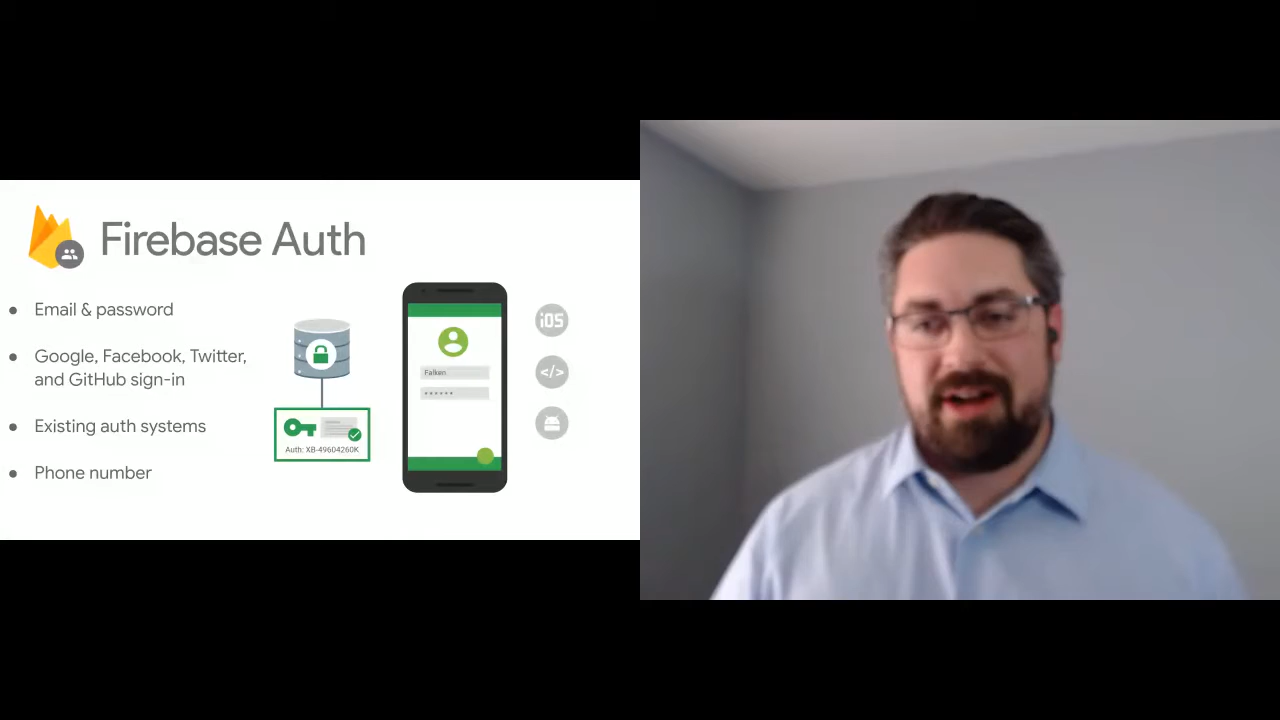 Firebase Auth
Email & password
Google, Facebook, Twitter,
and GitHub sign-in
Existing auth systems
Phone number
Auth: XB-49604260K
Falken
iOS
</>